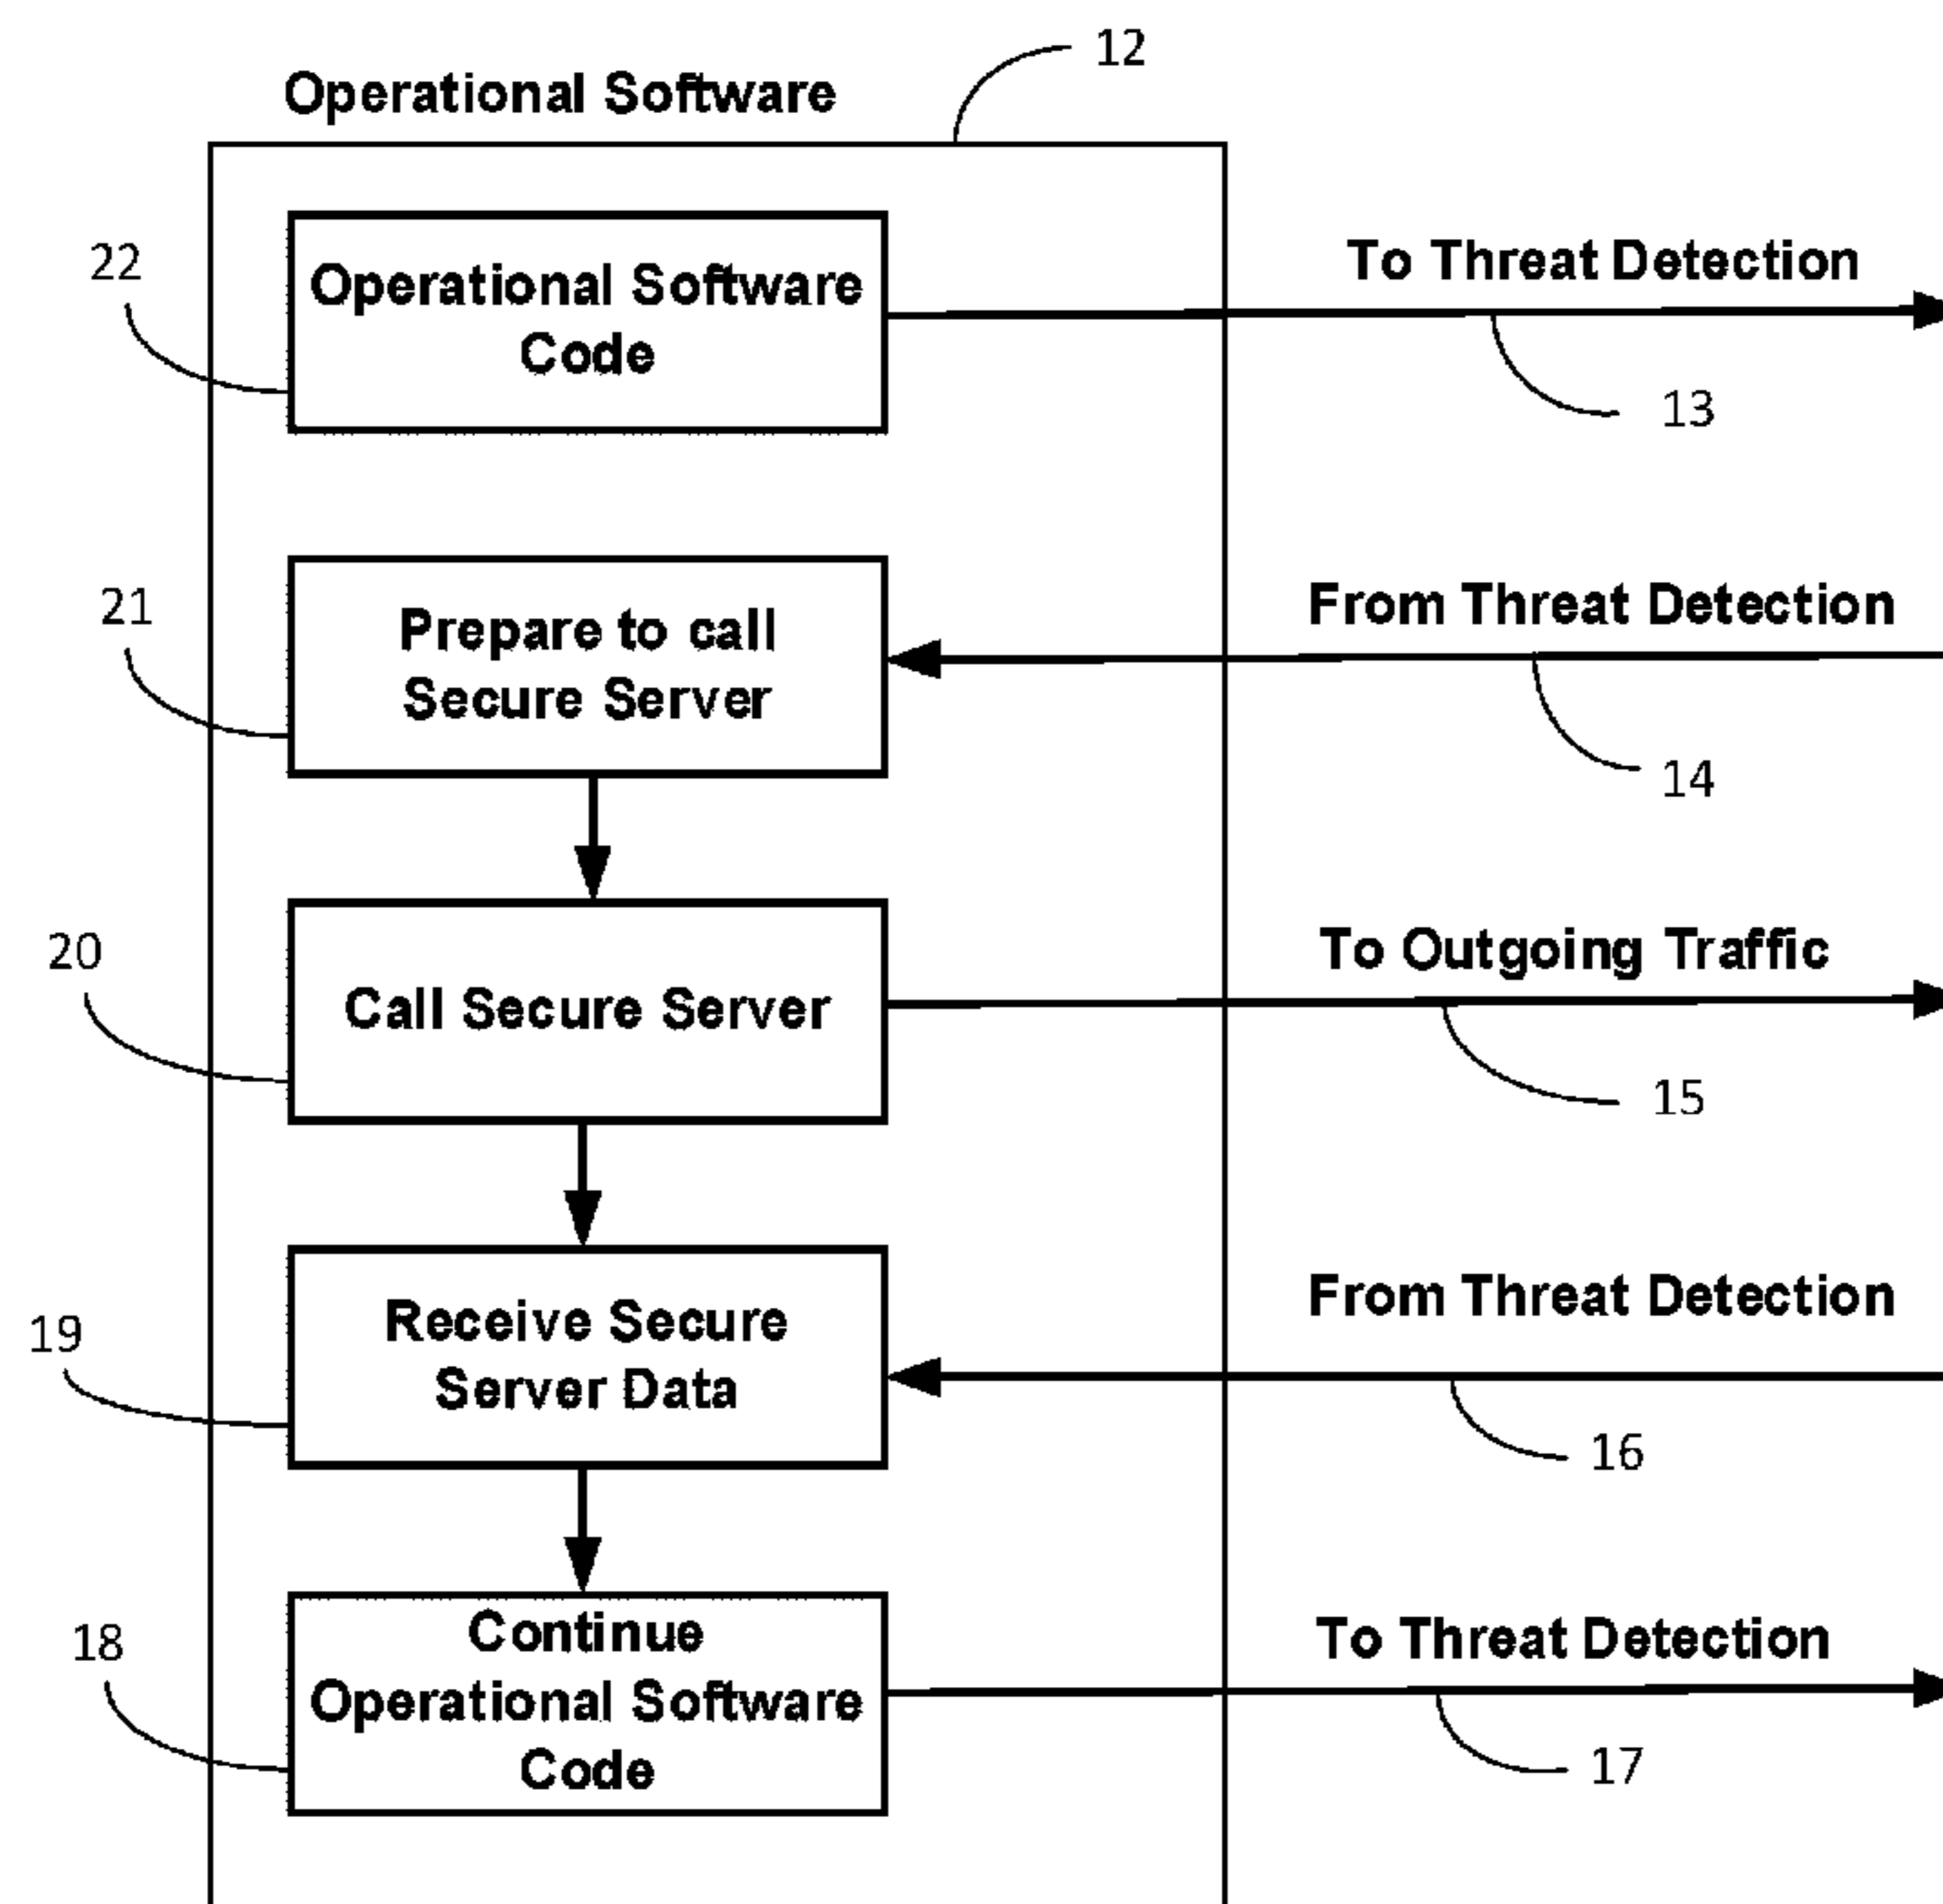 12
Operational Software
22
Operational Software
Code
To Threat Detection
13
21
Prepare to call
Secure Server
From Threat Detection
14
20
Call Secure Server
To Outgoing Traffic
15
19
Receive Secure
Server Data
From Threat Detection
16
18
Continue
Operational Software
Code
To Threat Detection
17